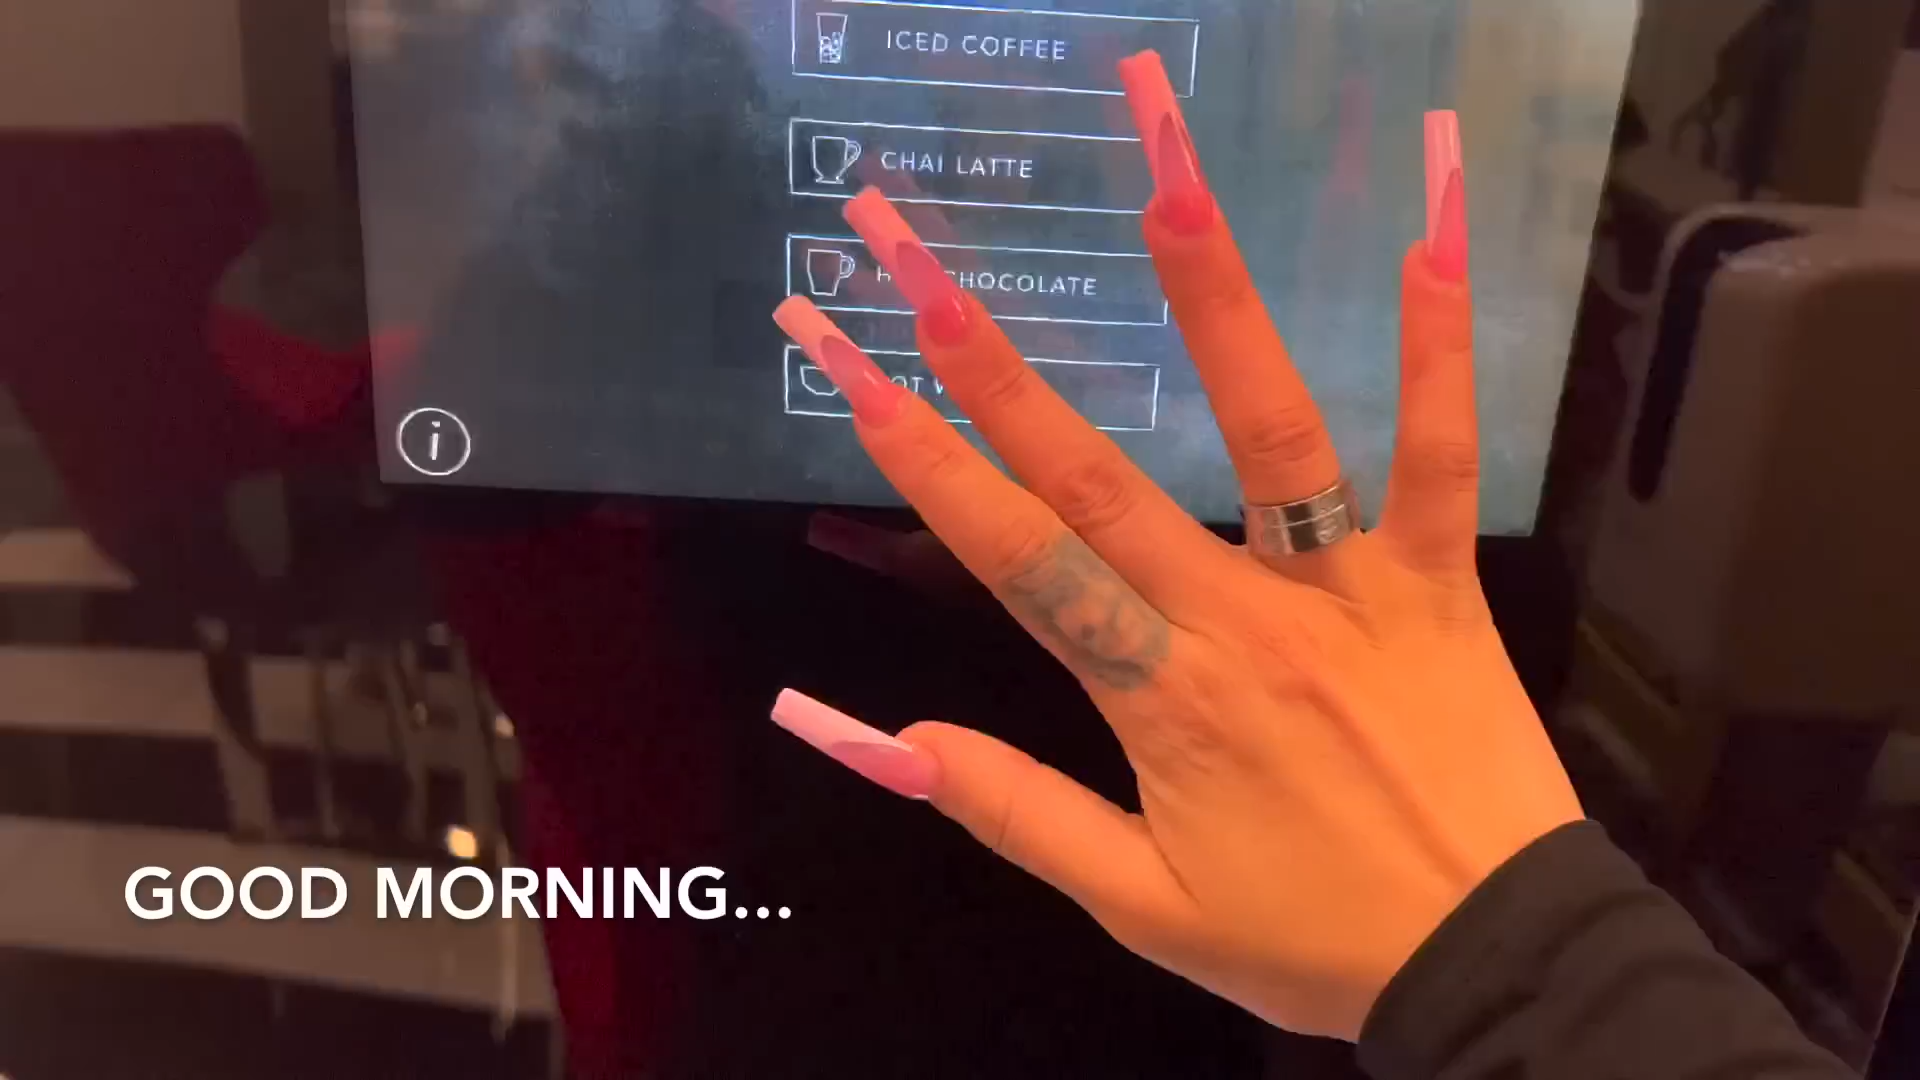 ICED COFFEE
CHAI LATTE
CHOCOLATE
i
GOOD MORNING...